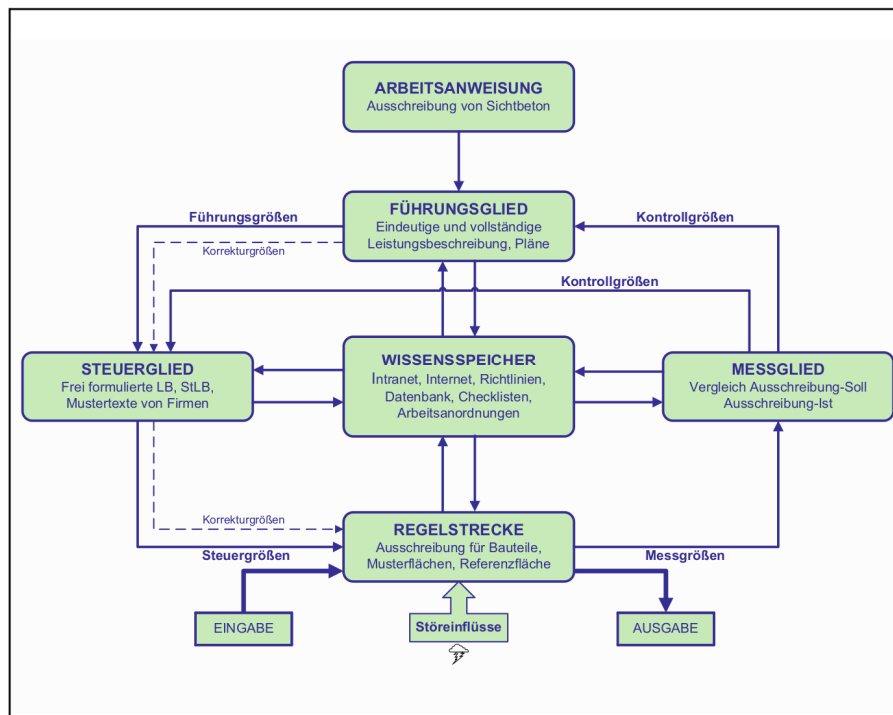 ARBEITSANWEISUNG
Ausschreibung von Sichtbeton
FÜHRUNGSGLIED
Eindeutige und vollständige
Leistungsbeschreibung, Pläne
Führungsgrößen
Korrekturgrößen
Kontrollgrößen
Kontrollgrößen
STEUERGLIED
Frei formulierte LB, StLB,
Mustertexte von Firmen
WISSENSSPEICHER
Intranet, Internet, Richtlinien,
Datenbank, Checklisten,
Arbeitsanordnungen
MESSGLIED
Vergleich Ausschreibung-Soll
Ausschreibung-Ist
Korrekturgrößen
Steuergrößen
REGELSTRECKE
Ausschreibung für Bauteile,
Musterflächen, Referenzfläche
Messgrößen
EINGABE
Störeinflüsse
AUSGABE